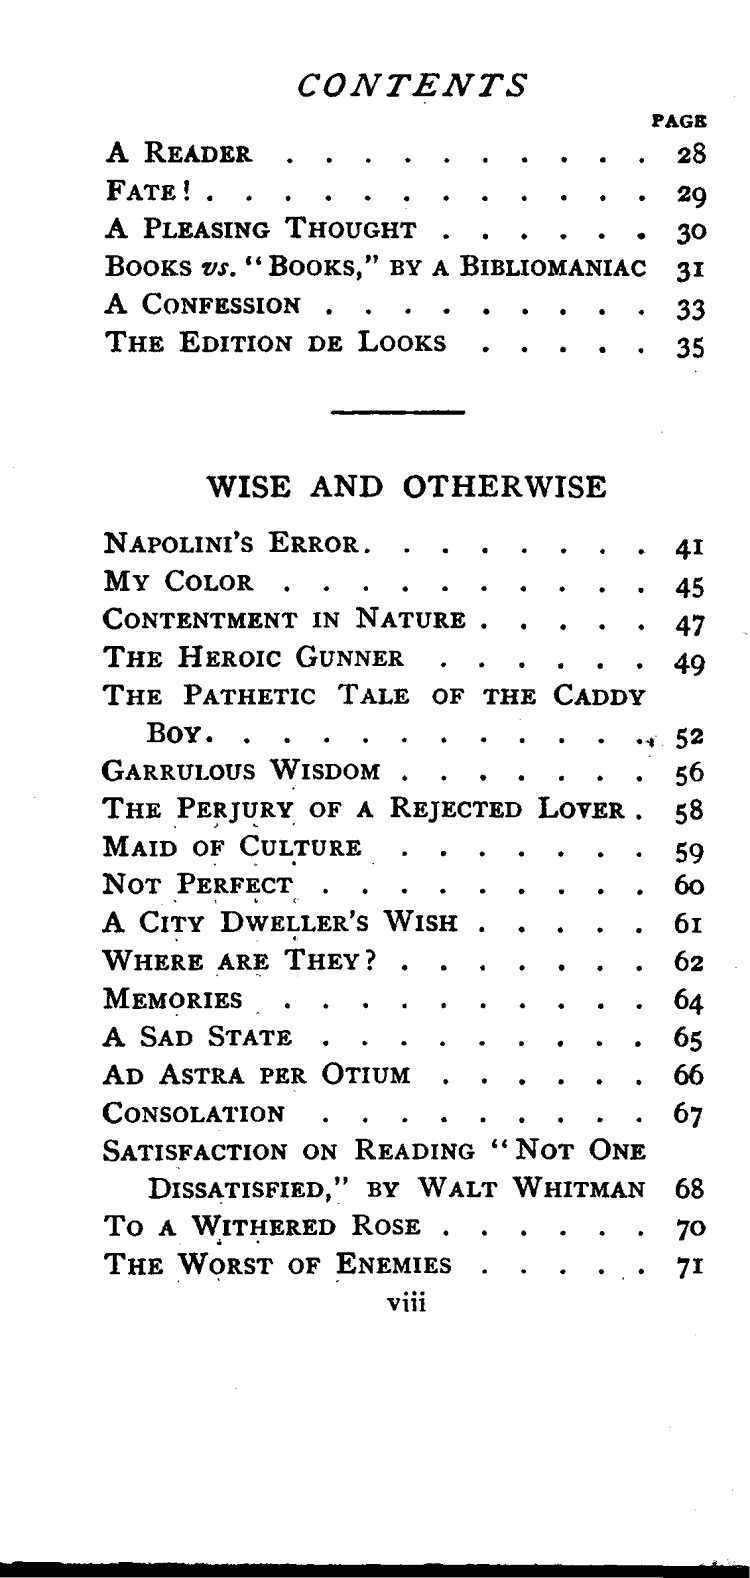 CONTENTS
PAGE
A Reader . . . . . . . . . . 28
Fate! . . . . . . . . . . . . 29
A Pleasing Thought . . . . . . 30
Books vs. "Books," by a Bibliomaniac 31
A Confession . . . . . . . . . 33
The Edition de Looks . . . . . 35
WISE AND OTHERWISE
Napolini's Error. . . . . . . . 41
My Color . . . . . . . . . . 45
Contentment in Nature . . . . . 47
The Heroic Gunner . . . . . . 49
The Pathetic Tale of the Caddy
Boy. . . . . . . . . . . . 52
Garrulous Wisdom . . . . . . . 56
The Perjury of a Rejected Lover . 58
Maid of Culture . . . . . . . 59
Not Perfect . . . . . . . . . 60
A City Dweller's Wish . . . . . 61
Where are They? . . . . . . . 62
Memories . . . . . . . . . . 64
A Sad State . . . . . . . . . 65
Ad Astra per Otium . . . . . . 66
Consolation . . . . . . . . . 67
Satisfaction on Reading "Not One
Dissatisfied," by Walt Whitman 68
To a Withered Rose . . . . . . 70
The Worst of Enemies . . . . . 71
viii